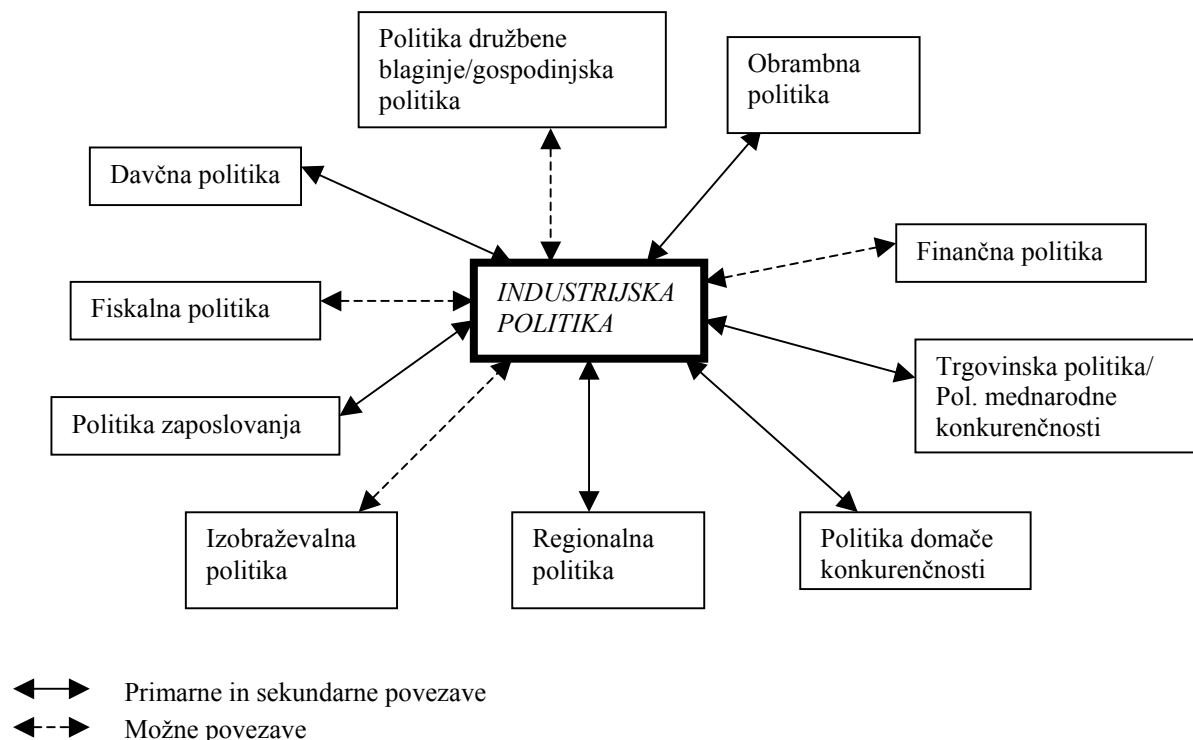 Politika družbene
blaginje/gospodinjska
politika
Obrambna
politika
Davčna politika
Finančna politika
INDUSTRIJSKA
POLITIKA
Fiskalna politika
Trgovinska politika/
Pol. mednarodne
konkurenčnosti
Politika zaposlovanja
Izobraževalna
politika
Regionalna
politika
Politika domače
konkurenčnosti
Primarne in sekundarne povezave
Možne povezave